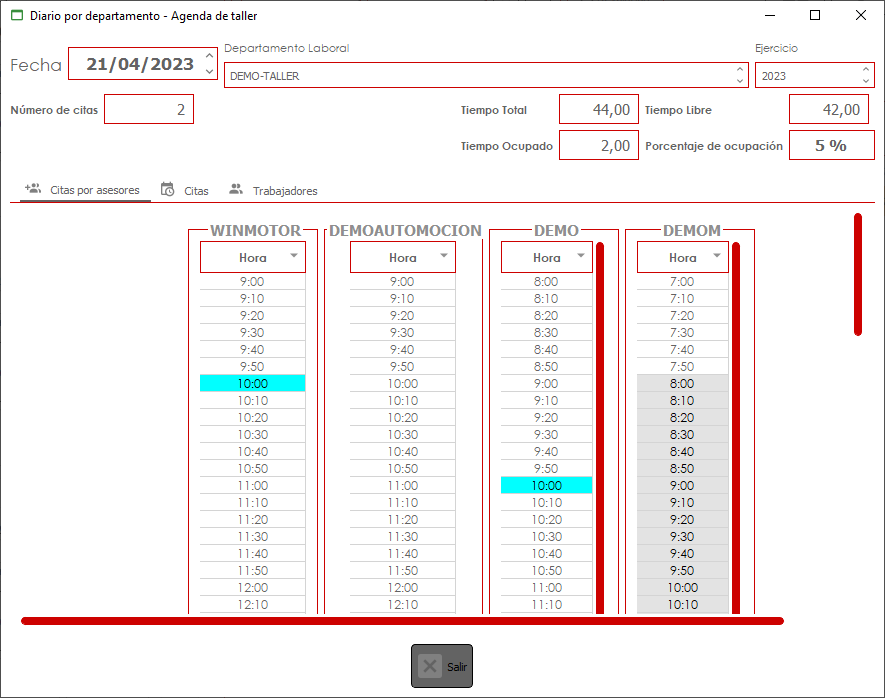 Diario por departamento - Agenda de taller
Fecha 21/04/2023
Departamento Laboral
DEMO-TALLER
Ejercicio
2023
Número de citas 2
Tiempo Total 44,00 Tiempo Libre 42,00
Tiempo Ocupado 2,00 Porcentaje de ocupación 5 %
Citas por asesores Citas Trabajadores
WINMOTOR DEMOAUTOMOCION DEMO DEMOM
Hora Hora Hora Hora
9:00 9:00 8:00 7:00
9:10 9:10 8:10 7:10
9:20 9:20 8:20 7:20
9:30 9:30 8:30 7:30
9:40 9:40 8:40 7:40
9:50 9:50 8:50 7:50
10:00 10:00 9:00 8:00
10:10 10:10 9:10 8:10
10:20 10:20 9:20 8:20
10:30 10:30 9:30 8:30
10:40 10:40 9:40 8:40
10:50 10:50 9:50 8:50
11:00 11:00 10:00 9:00
11:10 11:10 10:10 9:10
11:20 11:20 10:20 9:20
11:30 11:30 10:30 9:30
11:40 11:40 10:40 9:40
11:50 11:50 10:50 9:50
12:00 12:00 11:00 10:00
12:10 12:10 11:10 10:10
Salir